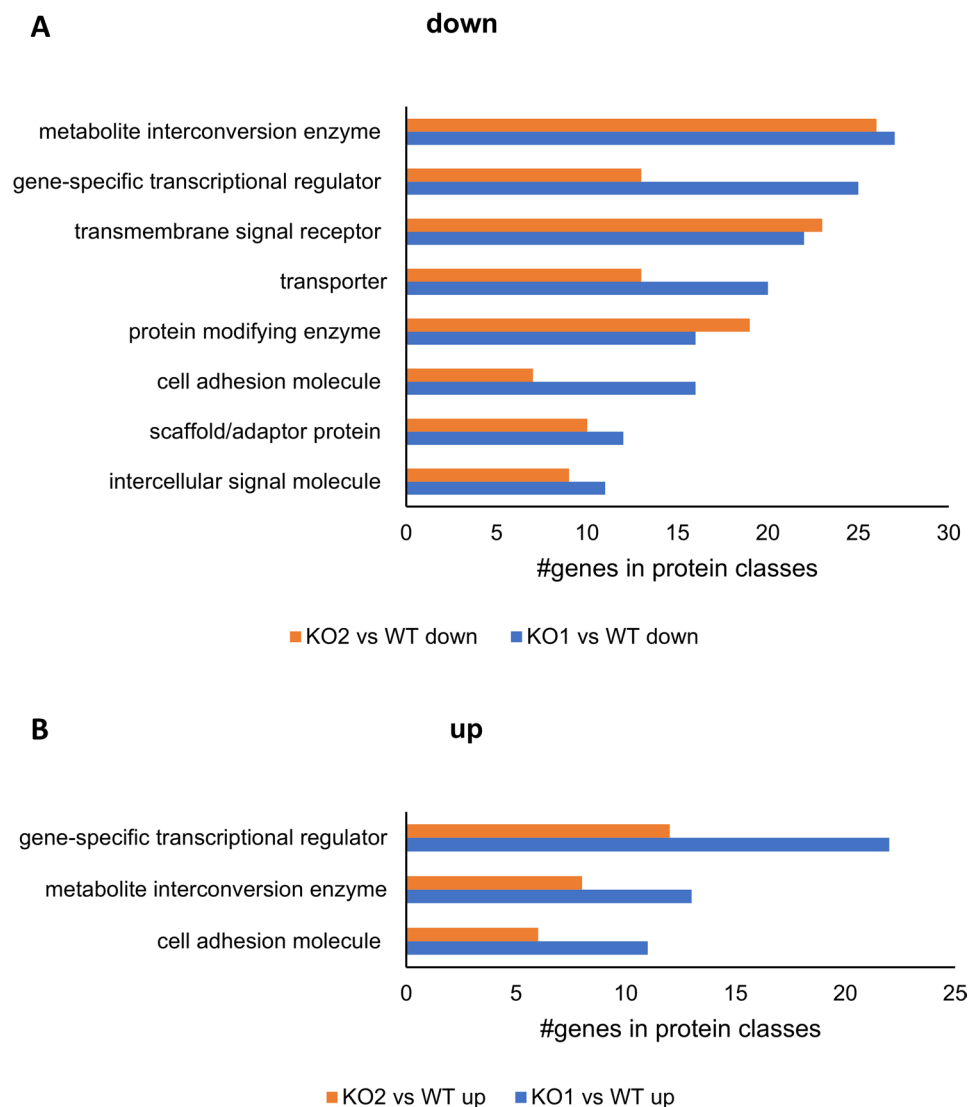 A
down
metabolite interconversion enzyme
gene-specific transcriptional regulator
transmembrane signal receptor
transporter
protein modifying enzyme
cell adhesion molecule
scaffold/adaptor protein
intercellular signal molecule
0 5 10 15 20 25 30
#genes in protein classes
KO2 vs WT down KO1 vs WT down
B
up
gene-specific transcriptional regulator
metabolite interconversion enzyme
cell adhesion molecule
0 5 10 15 20 25
#genes in protein classes
KO2 vs WT up KO1 vs WT up